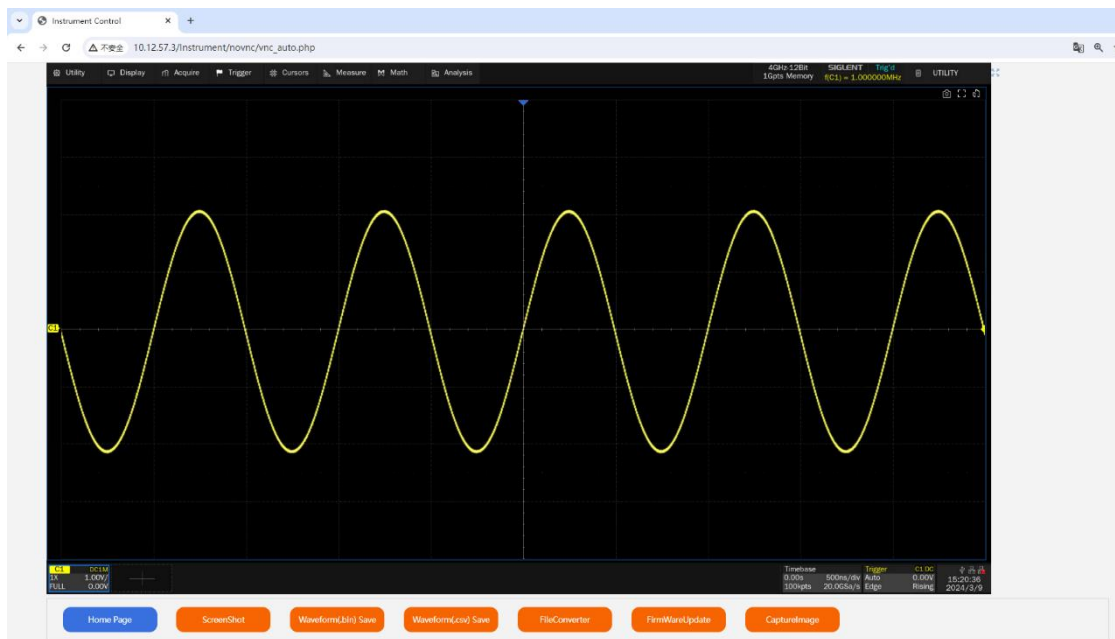 Instrument Control
不安全 10.12.57.3/Instrument/novnc/vnc_auto.php
Utility Display Acquire Trigger Cursors Measure Math Analysis
4GHz-12Bit SIGLENT Trig'd
1Gpts Memory f(C1) = 1.000000MHz
UTILITY
C1
C1 DC1M
1X 1.00V/
FULL 0.00V
Timebase Trigger C1 DC
0.00s 500ns/div Auto 0.00V
100kpts 20.0GSa/s Edge Rising
15:20:36
2024/3/9
Home Page ScreenShot Waveform(.bin) Save Waveform(.csv) Save FileConverter FirmWareUpdate CaptureImage